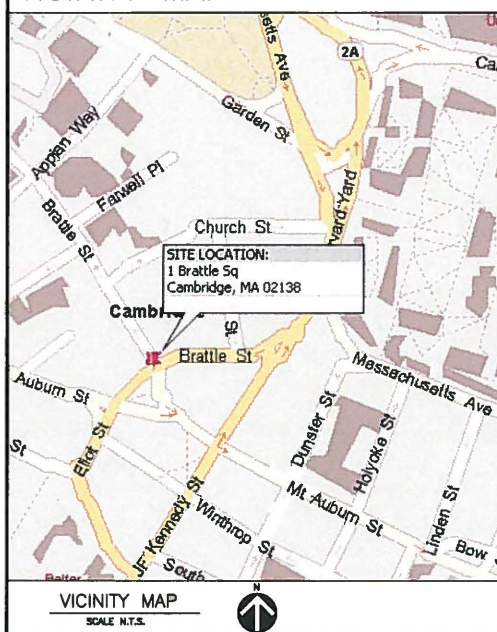 2A
Garden St
Appian Way
Farwell Pl
Brattle St
Church St
SITE LOCATION:
1 Brattle Sq
Cambridge, MA 02138
St
Brattle St
Massachusetts Ave
Auburn St
Eliot St
St
Dunster St
Holyoke St
JF Kennedy St
Winthrop St
Mt Auburn St
Linden St
Bow
South
VICINITY MAP
SCALE N.T.S.
N